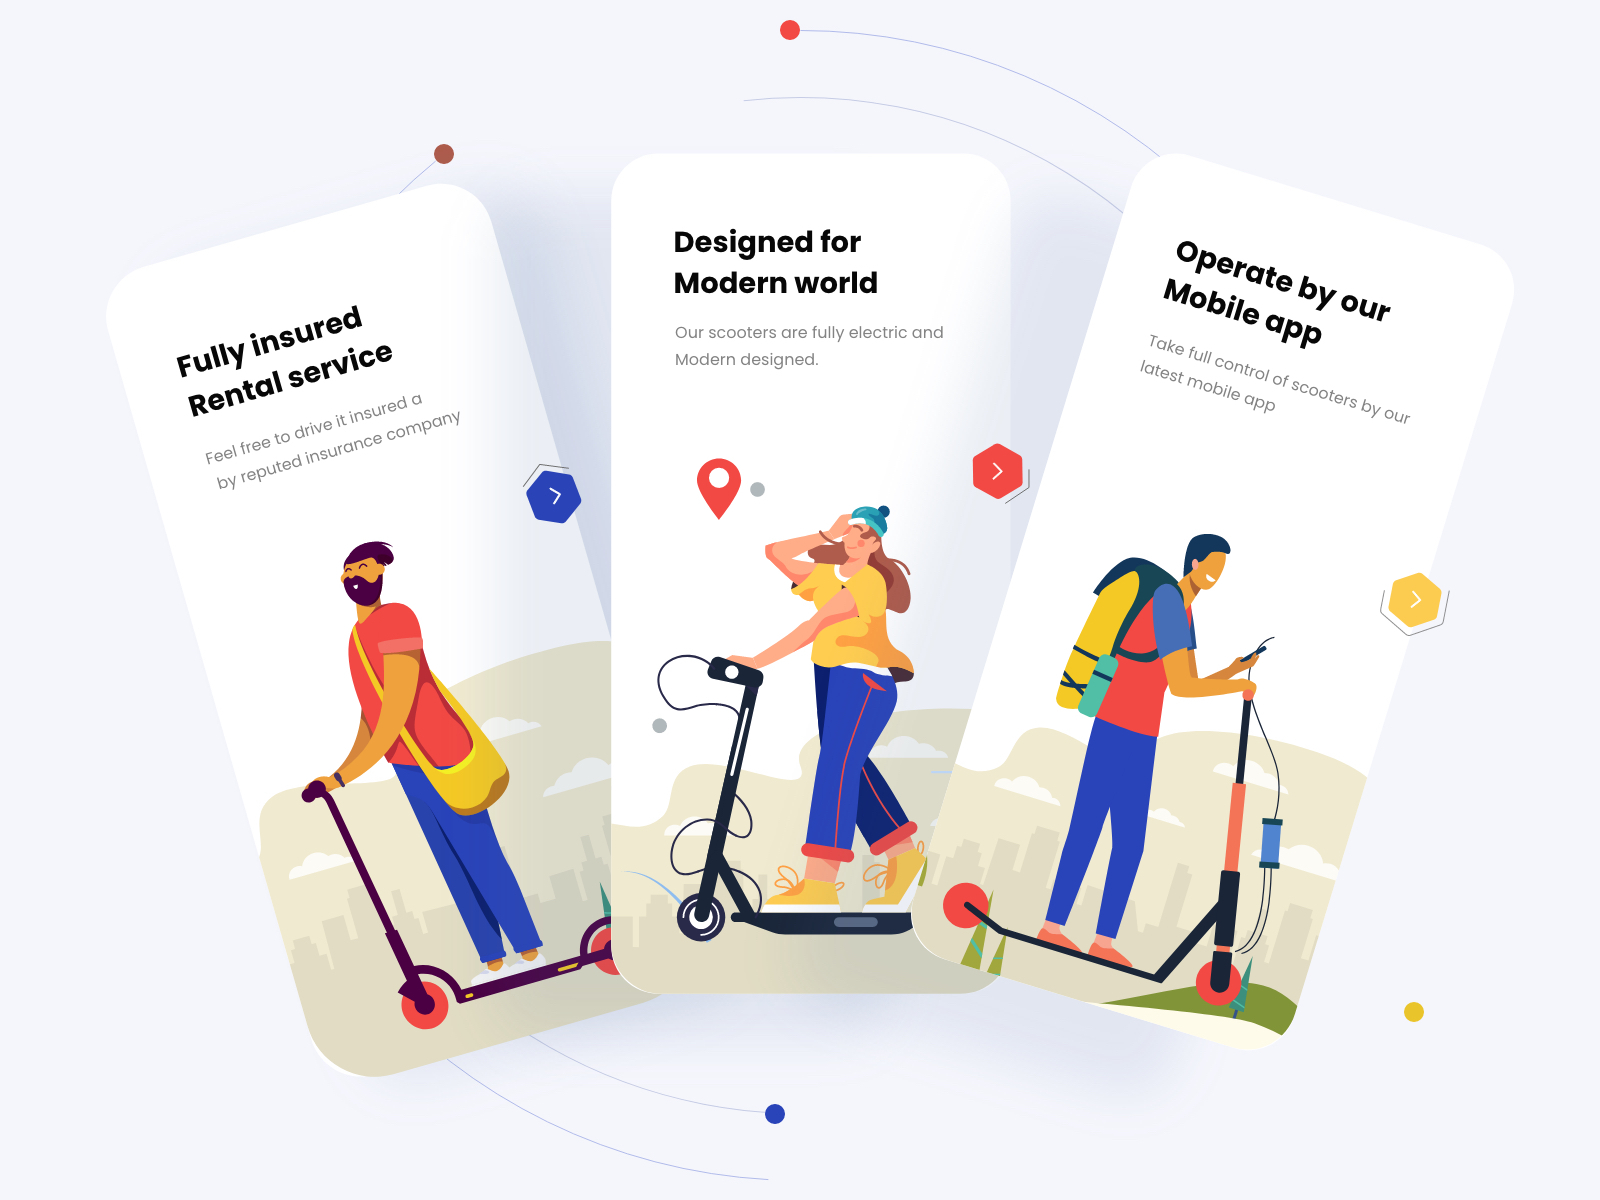 Fully insured
Rental service
Feel free to drive it insured a
by reputed insurance company
Designed for
Modern world
Our scooters are fully electric and
Modern designed.
Operate by our
Mobile app
Take full control of scooters by our
latest mobile app